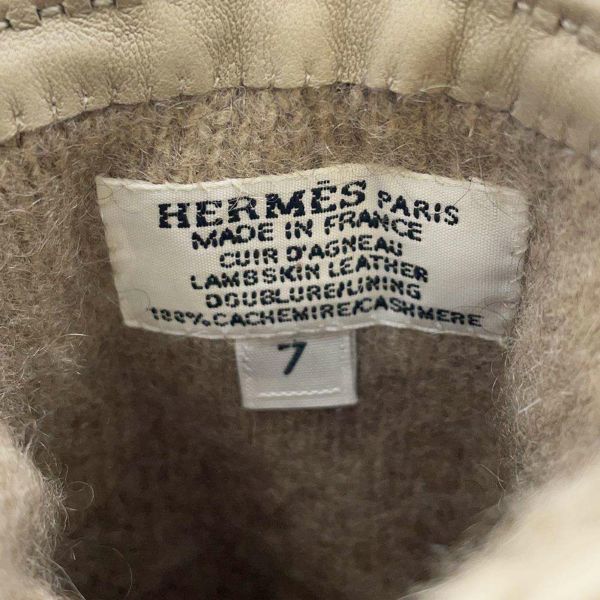 HERMÈS PARIS
MADE IN FRANCE
CUIR D'AGNEAU
LAMBSKIN LEATHER
DOUBLURE/LINING
100% CACHEMIRE/CASHMERE
7